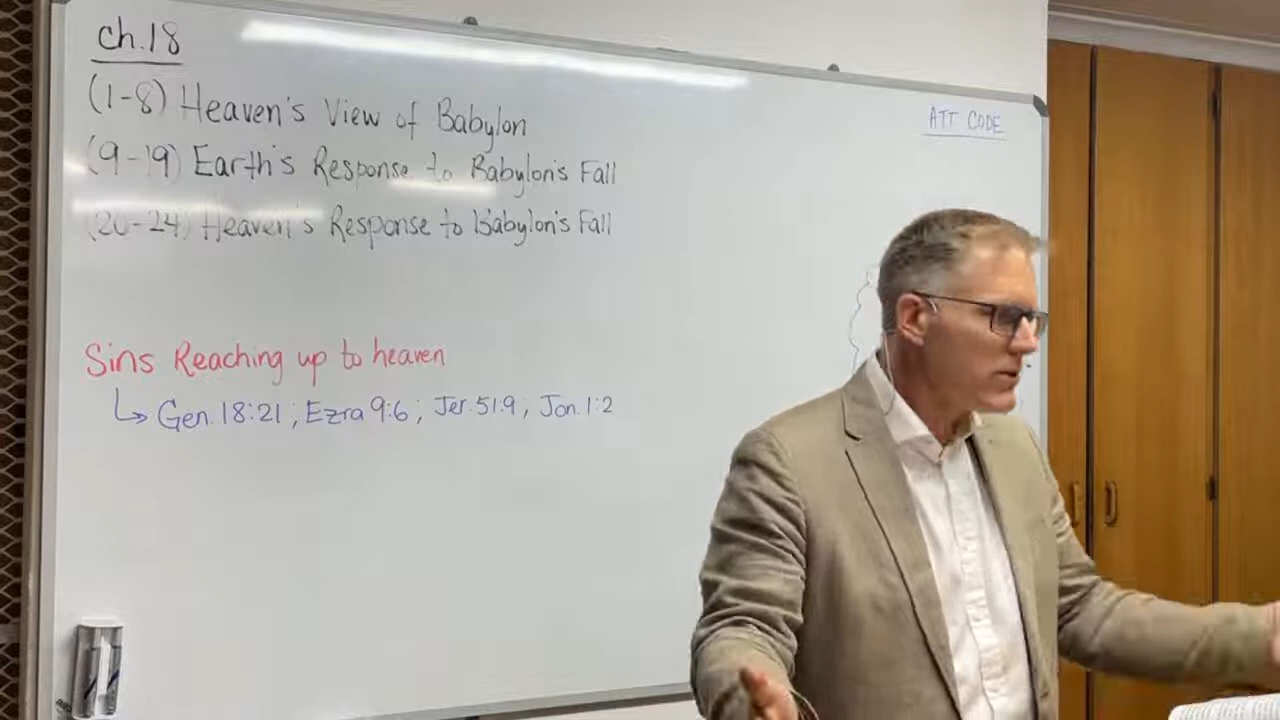 Ch.18
(1-8) Heaven's View of Babylon
(9-19) Earth's Response to Babylon's Fall
(20-24) Heaven's Response to Babylon's Fall
ATT CODE
Sins Reaching up to heaven
↳ Gen. 18:21; Ezra 9:6; Jer. 51:9, Jon. 1:2